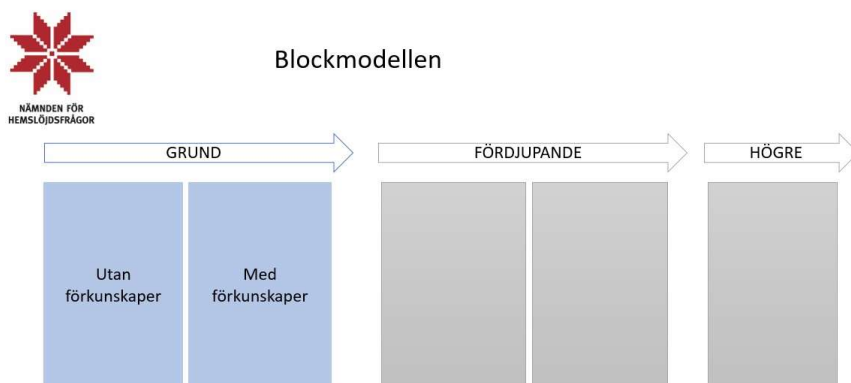 Blockmodellen
NÄMNDEN FÖR
HEMSLÖJDSFRÅGOR
GRUND
FÖRDJUPANDE
HÖGRE
Utan
förkunskaper
Med
förkunskaper